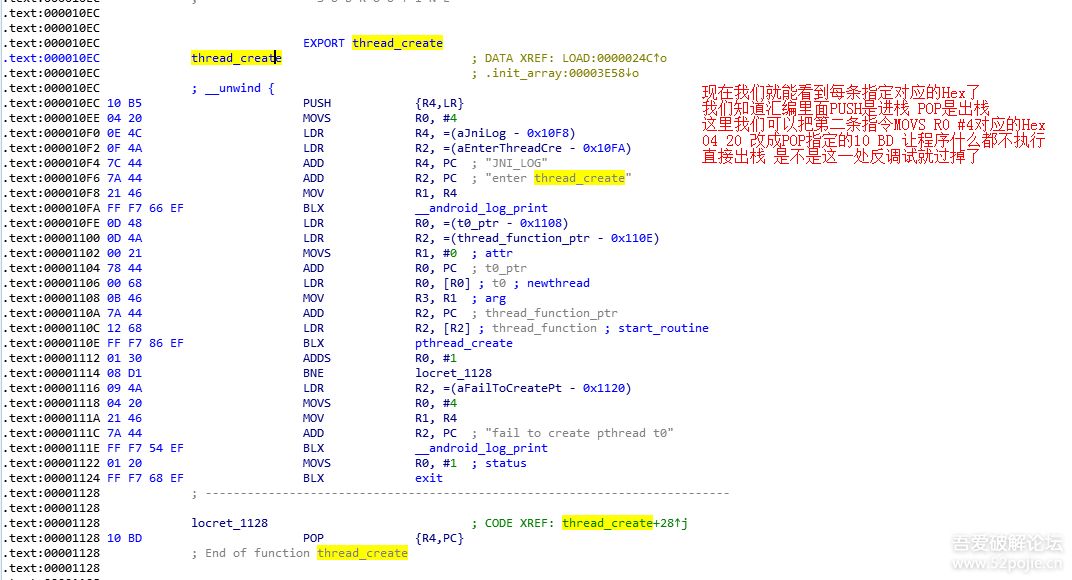 .text:000010EC ; S U B R O U T I N E
.text:000010EC
.text:000010EC
.text:000010EC EXPORT thread_create
.text:000010EC thread_create ; DATA XREF: LOAD:0000024C↑o
.text:000010EC ; .init_array:00003E58↓o
.text:000010EC ; __unwind {
.text:000010EC 10 B5 PUSH {R4,LR}
.text:000010EE 04 20 MOVS R0, #4
.text:000010F0 0E 4C LDR R4, =(aJniLog - 0x10F8)
.text:000010F2 0F 4A LDR R2, =(aEnterThreadCre - 0x10FA)
.text:000010F4 7C 44 ADD R4, PC ; "JNI_LOG"
.text:000010F6 7A 44 ADD R2, PC ; "enter thread_create"
.text:000010F8 21 46 MOV R1, R4
.text:000010FA FF F7 66 EF BLX __android_log_print
.text:000010FE 0D 48 LDR R0, =(t0_ptr - 0x1108)
.text:00001100 0D 4A LDR R2, =(thread_function_ptr - 0x110E)
.text:00001102 00 21 MOVS R1, #0 ; attr
.text:00001104 78 44 ADD R0, PC ; t0_ptr
.text:00001106 00 68 LDR R0, [R0] ; t0 ; newthread
.text:00001108 0B 46 MOV R3, R1 ; arg
.text:0000110A 7A 44 ADD R2, PC ; thread_function_ptr
.text:0000110C 12 68 LDR R2, [R2] ; thread_function ; start_routine
.text:0000110E FF F7 86 EF BLX pthread_create
.text:00001112 01 30 ADDS R0, #1
.text:00001114 08 D1 BNE locret_1128
.text:00001116 09 4A LDR R2, =(aFailToCreatePt - 0x1120)
.text:00001118 04 20 MOVS R0, #4
.text:0000111A 21 46 MOV R1, R4
.text:0000111C 7A 44 ADD R2, PC ; "fail to create pthread t0"
.text:0000111E FF F7 54 EF BLX __android_log_print
.text:00001122 01 20 MOVS R0, #1 ; status
.text:00001124 FF F7 68 EF BLX exit
.text:00001128 ; ---------------------------------------------------------------------------
.text:00001128
.text:00001128 locret_1128 ; CODE XREF: thread_create+28↑j
.text:00001128 10 BD POP {R4,PC}
.text:00001128 ; End of function thread_create
.text:00001128
现在我们就能看到每条指定对应的Hex了
我们知道汇编里面PUSH是进栈 POP是出栈
这里我们可以把第二条指令MOVS R0 #4对应的Hex
04 20 改成POP指定的10 BD 让程序什么都不执行
直接出栈 是不是这一处反调试就过掉了
吾爱破解论坛
www.52pojie.cn